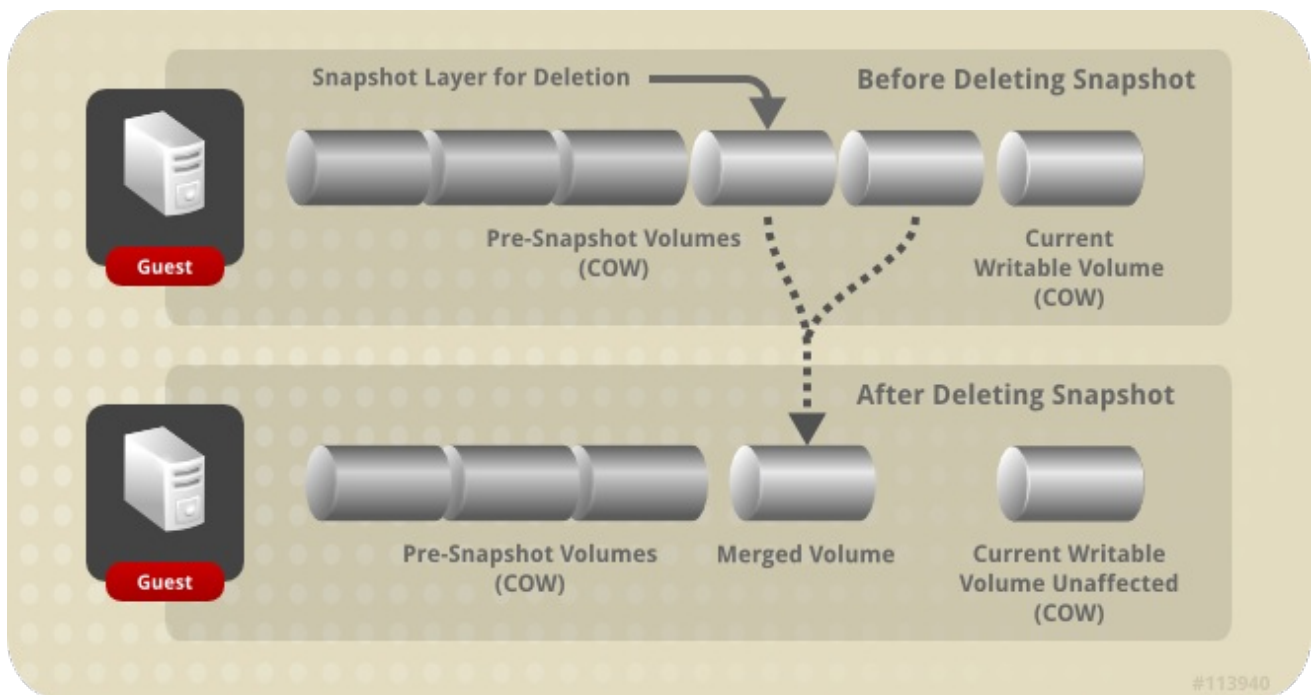 Snapshot Layer for Deletion
Before Deleting Snapshot
Pre-Snapshot Volumes
(COW)
Current
Writable Volume
(COW)
Guest
After Deleting Snapshot
Pre-Snapshot Volumes
(COW)
Merged Volume
Current Writable
Volume Unaffected
(COW)
Guest
#113940